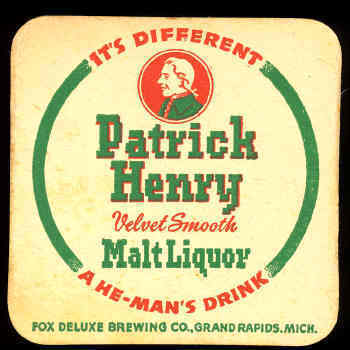 IT'S DIFFERENT
Patrick
Henry
Velvet Smooth
Malt Liquor
A HE-MAN'S DRINK
FOX DELUXE BREWING CO., GRAND RAPIDS. MICH.